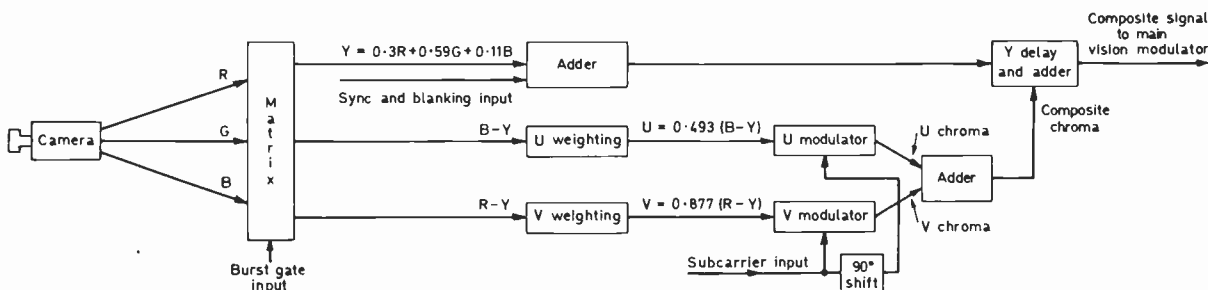 Composite signal
to main
vision modulator
Y = 0·3R+0·59G+0·11B
Adder
Y delay
and adder
R
Sync and blanking input
Composite
chroma
Camera
G
Matrix
B-Y
U weighting
U = 0·493 (B-Y)
U modulator
U chroma
Adder
B
R-Y
V weighting
V = 0·877 (R-Y)
V modulator
V chroma
Burst gate
input
Subcarrier input
90°
shift